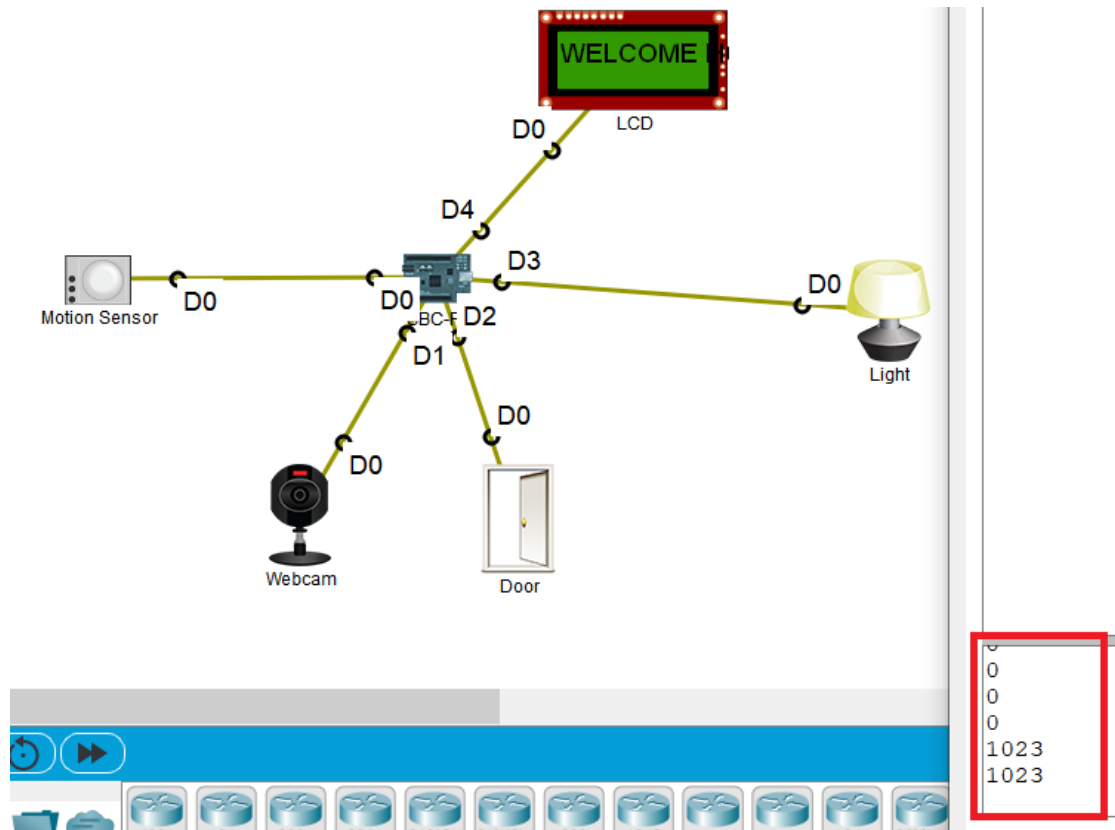 WELCOME
LCD
D0
D4
D3
D0
Motion Sensor
D0
D0
D2
D1
Light
D0
D0
Webcam
Door
0
0
0
1023
1023